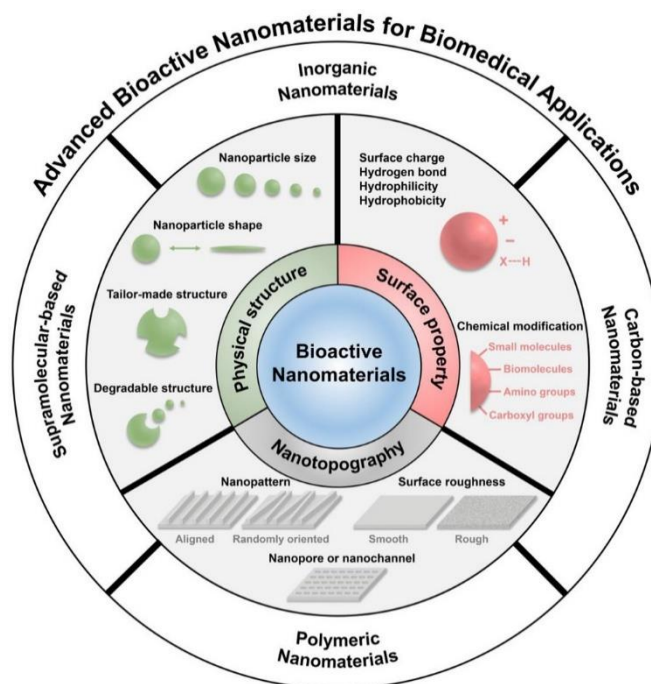 Advanced Bioactive Nanomaterials for Biomedical Applications
Inorganic
Nanomaterials
Nanoparticle size
Nanoparticle shape
Tailor-made structure
Degradable structure
Surface charge
Hydrogen bond
Hydrophilicity
Hydrophobicity
+
−
X---H
Chemical modification
Small molecules
Biomolecules
Amino groups
Carboxyl groups
Supramolecular-based
Nanomaterials
Carbon-based
Nanomaterials
Physical structure
Surface property
Bioactive
Nanomaterials
Nanotopography
Nanopattern
Surface roughness
Aligned
Randomly oriented
Smooth
Rough
Nanopore or nanochannel
Polymeric
Nanomaterials